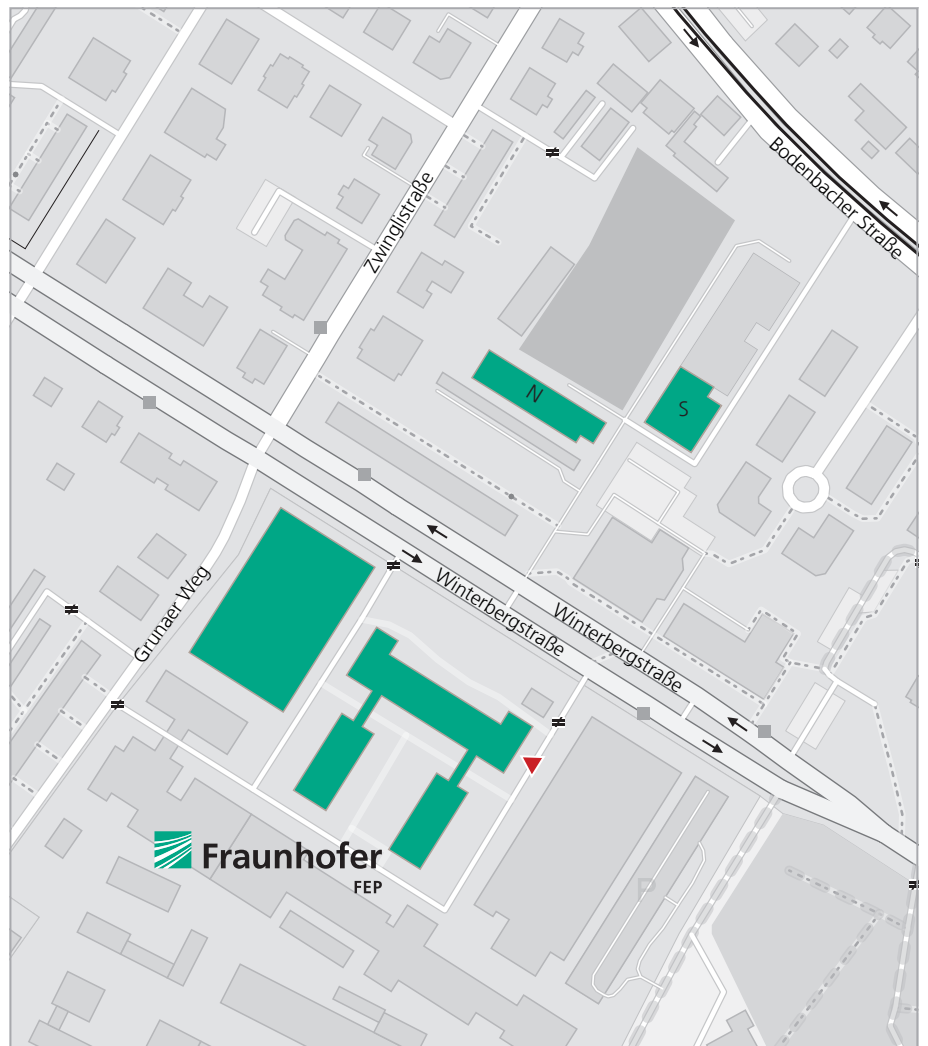 Bodenbacher Straße
Zwinglistraße
N
S
Winterbergstraße
Winterbergstraße
Grunaer Weg
Fraunhofer
FEP
P